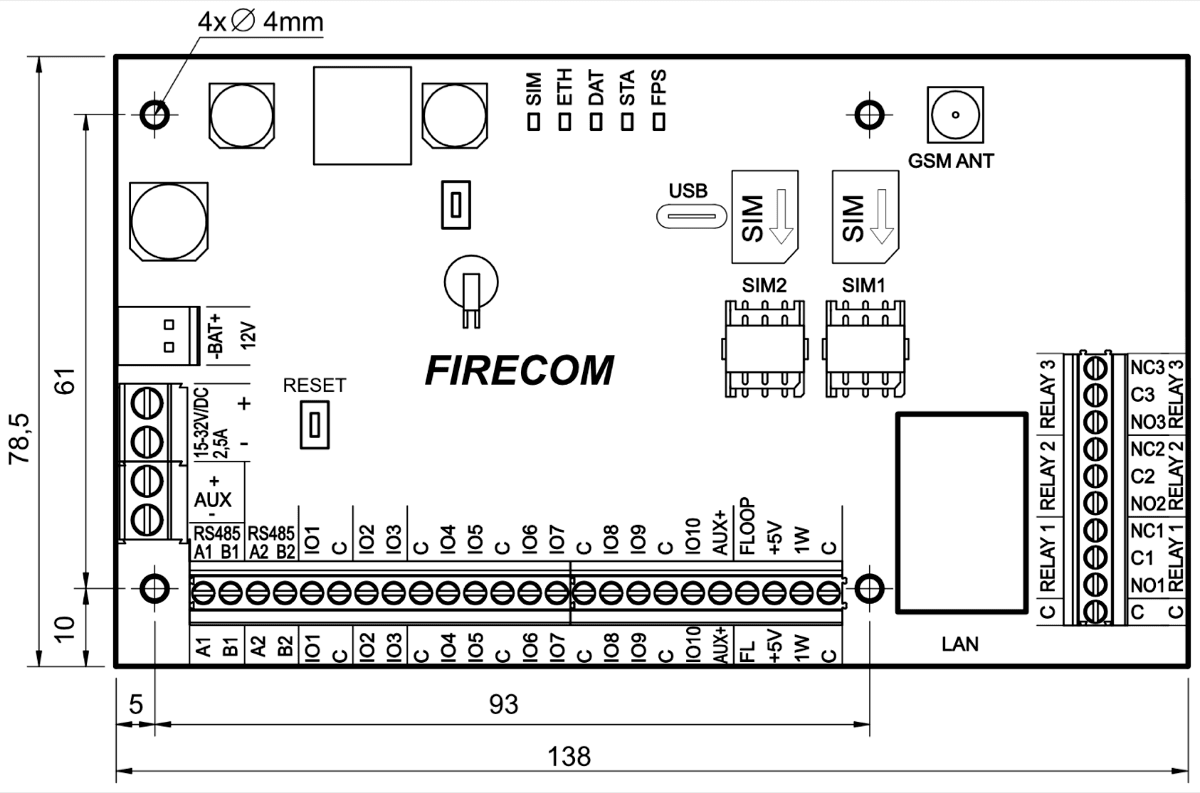 4x∅ 4mm
SIM
ETH
DAT
STA
FPS
GSM ANT
USB
SIM
SIM
SIM2
SIM1
-BAT+
12V
FIRECOM
RESET
15-32V/DC
2,5A
+
-
+
AUX
-
61
78,5
10
RELAY 3
RELAY 2
RELAY 1
C
NC3
C3
NO3
NC2
C2
NO2
NC1
C1
NO1
C
RELAY 3
RELAY 2
RELAY 1
C
RS485 RS485
A1 B1 A2 B2 IO1 C IO2 IO3 C IO4 IO5 C IO6 IO7 C IO8 IO9 C IO10 AUX+ FLOOP +5V 1W C
A1 B1 A2 B2 IO1 C IO2 IO3 C IO4 IO5 C IO6 IO7 C IO8 IO9 C IO10 AUX+ FL +5V 1W C
LAN
5
93
138